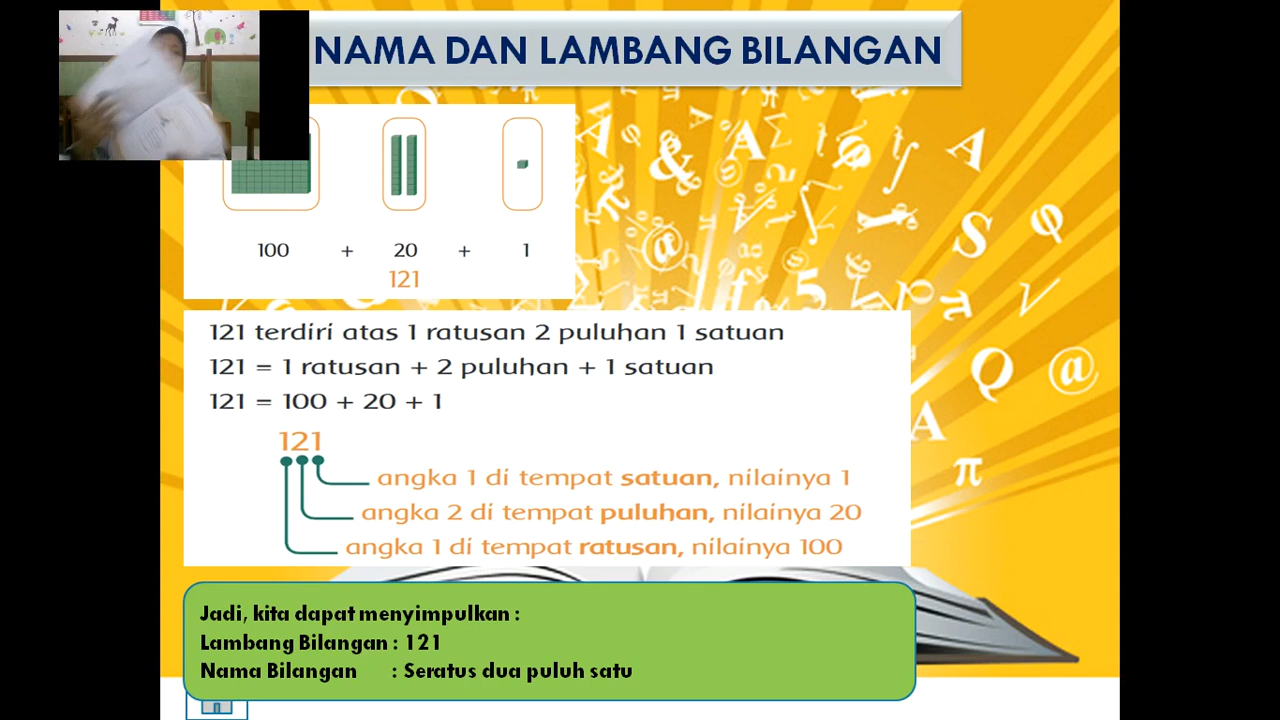 NAMA DAN LAMBANG BILANGAN
100 + 20 + 1
121
121 terdiri atas 1 ratusan 2 puluhan 1 satuan
121 = 1 ratusan + 2 puluhan + 1 satuan
121 = 100 + 20 + 1
121
angka 1 di tempat satuan, nilainya 1
angka 2 di tempat puluhan, nilainya 20
angka 1 di tempat ratusan, nilainya 100
Jadi, kita dapat menyimpulkan :
Lambang Bilangan : 121
Nama Bilangan : Seratus dua puluh satu